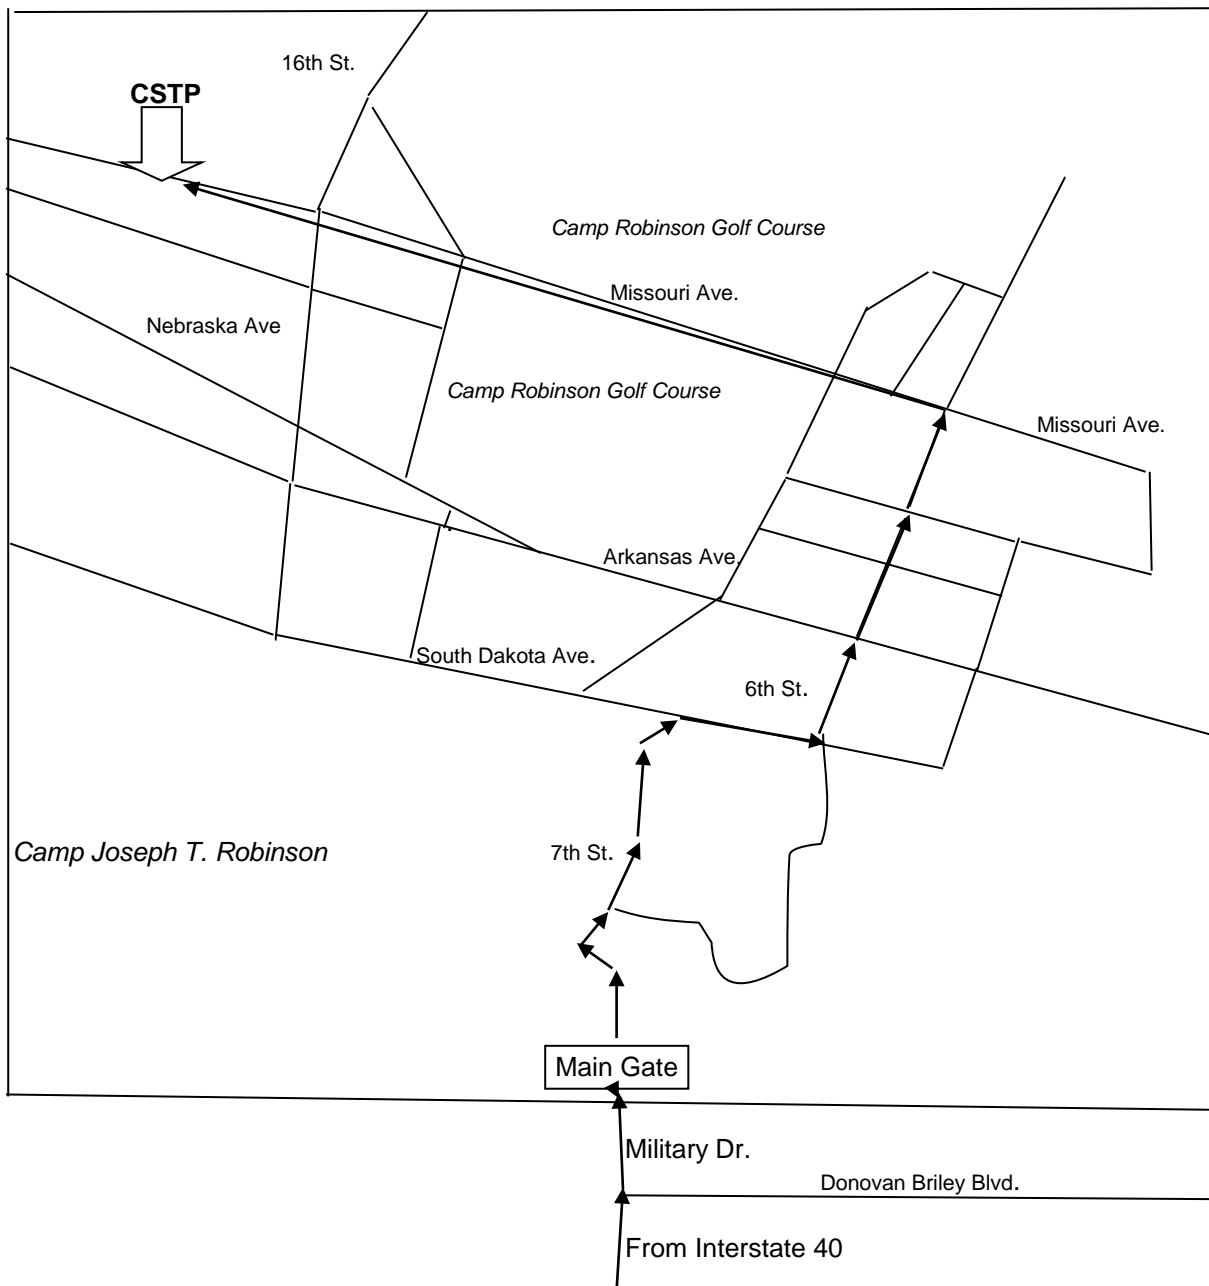 16th St.
CSTP
Camp Robinson Golf Course
Missouri Ave.
Nebraska Ave
Camp Robinson Golf Course
Missouri Ave.
Arkansas Ave.
South Dakota Ave.
6th St.
Camp Joseph T. Robinson
7th St.
Main Gate
Military Dr.
Donovan Briley Blvd.
From Interstate 40